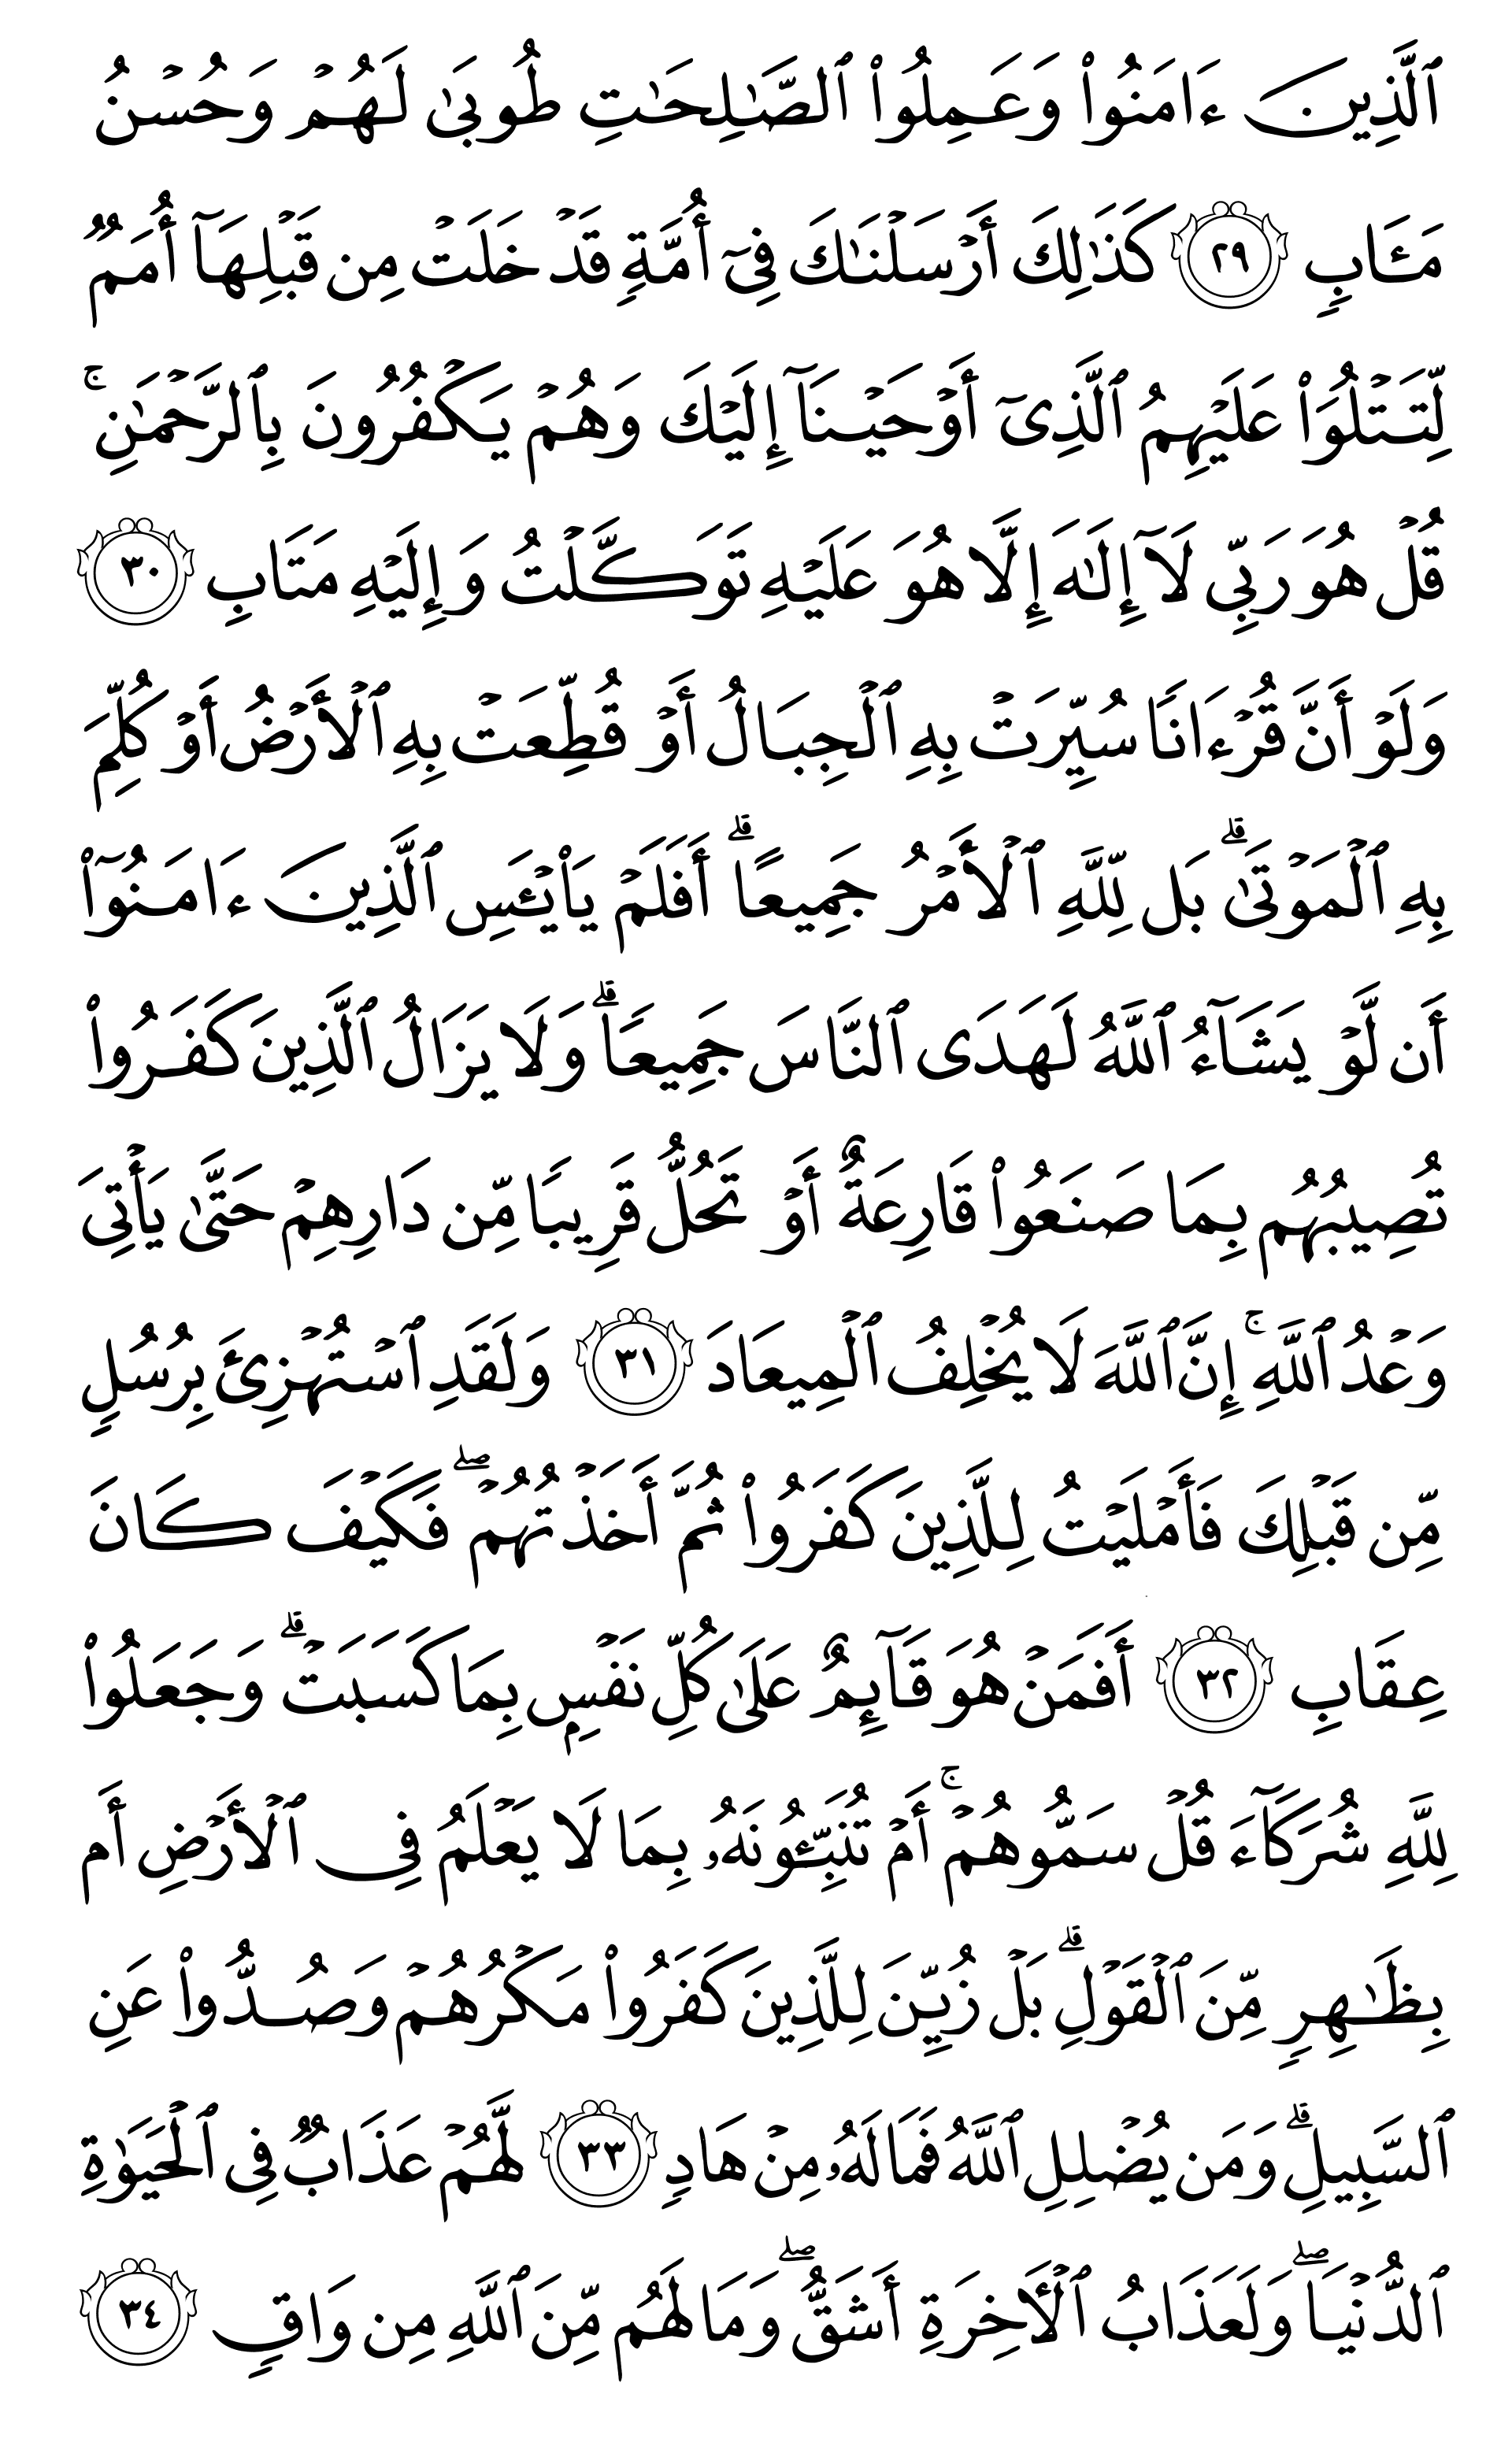 ٱلَّذِينَ ءَامَنُوا۟ وَعَمِلُوا۟ ٱلصَّـٰلِحَـٰتِ طُوبَىٰ لَهُمْ وَحُسْنُ
مَـَٔابٍ ٢٩ كَذَٰلِكَ أَرْسَلْنَـٰكَ فِىٓ أُمَّةٍ قَدْ خَلَتْ مِن قَبْلِهَآ أُمَمٌ
لِّتَتْلُوَا۟ عَلَيْهِمُ ٱلَّذِىٓ أَوْحَيْنَآ إِلَيْكَ وَهُمْ يَكْفُرُونَ بِٱلرَّحْمَـٰنِ ۚ
قُلْ هُوَ رَبِّى لَآ إِلَـٰهَ إِلَّا هُوَ عَلَيْهِ تَوَكَّلْتُ وَإِلَيْهِ مَتَابِ ٣٠
وَلَوْ أَنَّ قُرْءَانًا سُيِّرَتْ بِهِ ٱلْجِبَالُ أَوْ قُطِّعَتْ بِهِ ٱلْأَرْضُ أَوْ كُلِّمَ
بِهِ ٱلْمَوْتَىٰ ۗ بَل لِّلَّهِ ٱلْأَمْرُ جَمِيعًا ۗ أَفَلَمْ يَا۟يْـَٔسِ ٱلَّذِينَ ءَامَنُوٓا۟
أَن لَّوْ يَشَآءُ ٱللَّهُ لَهَدَى ٱلنَّاسَ جَمِيعًا ۗ وَلَا يَزَالُ ٱلَّذِينَ كَفَرُوا۟
تُصِيبُهُم بِمَا صَنَعُوا۟ قَارِعَةٌ أَوْ تَحُلُّ قَرِيبًا مِّن دَارِهِمْ حَتَّىٰ يَأْتِىَ
وَعْدُ ٱللَّهِ ۚ إِنَّ ٱللَّهَ لَا يُخْلِفُ ٱلْمِيعَادَ ٣١ وَلَقَدِ ٱسْتُهْزِئَ بِرُسُلٍ
مِّن قَبْلِكَ فَأَمْلَيْتُ لِلَّذِينَ كَفَرُوا۟ ثُمَّ أَخَذْتُهُمْ ۖ فَكَيْفَ كَانَ
عِقَابِ ٣٢ أَفَمَنْ هُوَ قَآئِمٌ عَلَىٰ كُلِّ نَفْسٍۭ بِمَا كَسَبَتْ ۗ وَجَعَلُوا۟
لِلَّهِ شُرَكَآءَ قُلْ سَمُّوهُمْ ۚ أَمْ تُنَبِّـُٔونَهُۥ بِمَا لَا يَعْلَمُ فِى ٱلْأَرْضِ أَم
بِظَـٰهِرٍ مِّنَ ٱلْقَوْلِ ۗ بَلْ زُيِّنَ لِلَّذِينَ كَفَرُوا۟ مَكْرُهُمْ وَصُدُّوا۟ عَنِ
ٱلسَّبِيلِ ۗ وَمَن يُضْلِلِ ٱللَّهُ فَمَا لَهُۥ مِنْ هَادٍ ٣٣ لَّهُمْ عَذَابٌ فِى ٱلْحَيَوٰةِ
ٱلدُّنْيَا ۖ وَلَعَذَابُ ٱلْـَٔاخِرَةِ أَشَقُّ ۖ وَمَا لَهُم مِّنَ ٱللَّهِ مِن وَاقٍ ٣٤